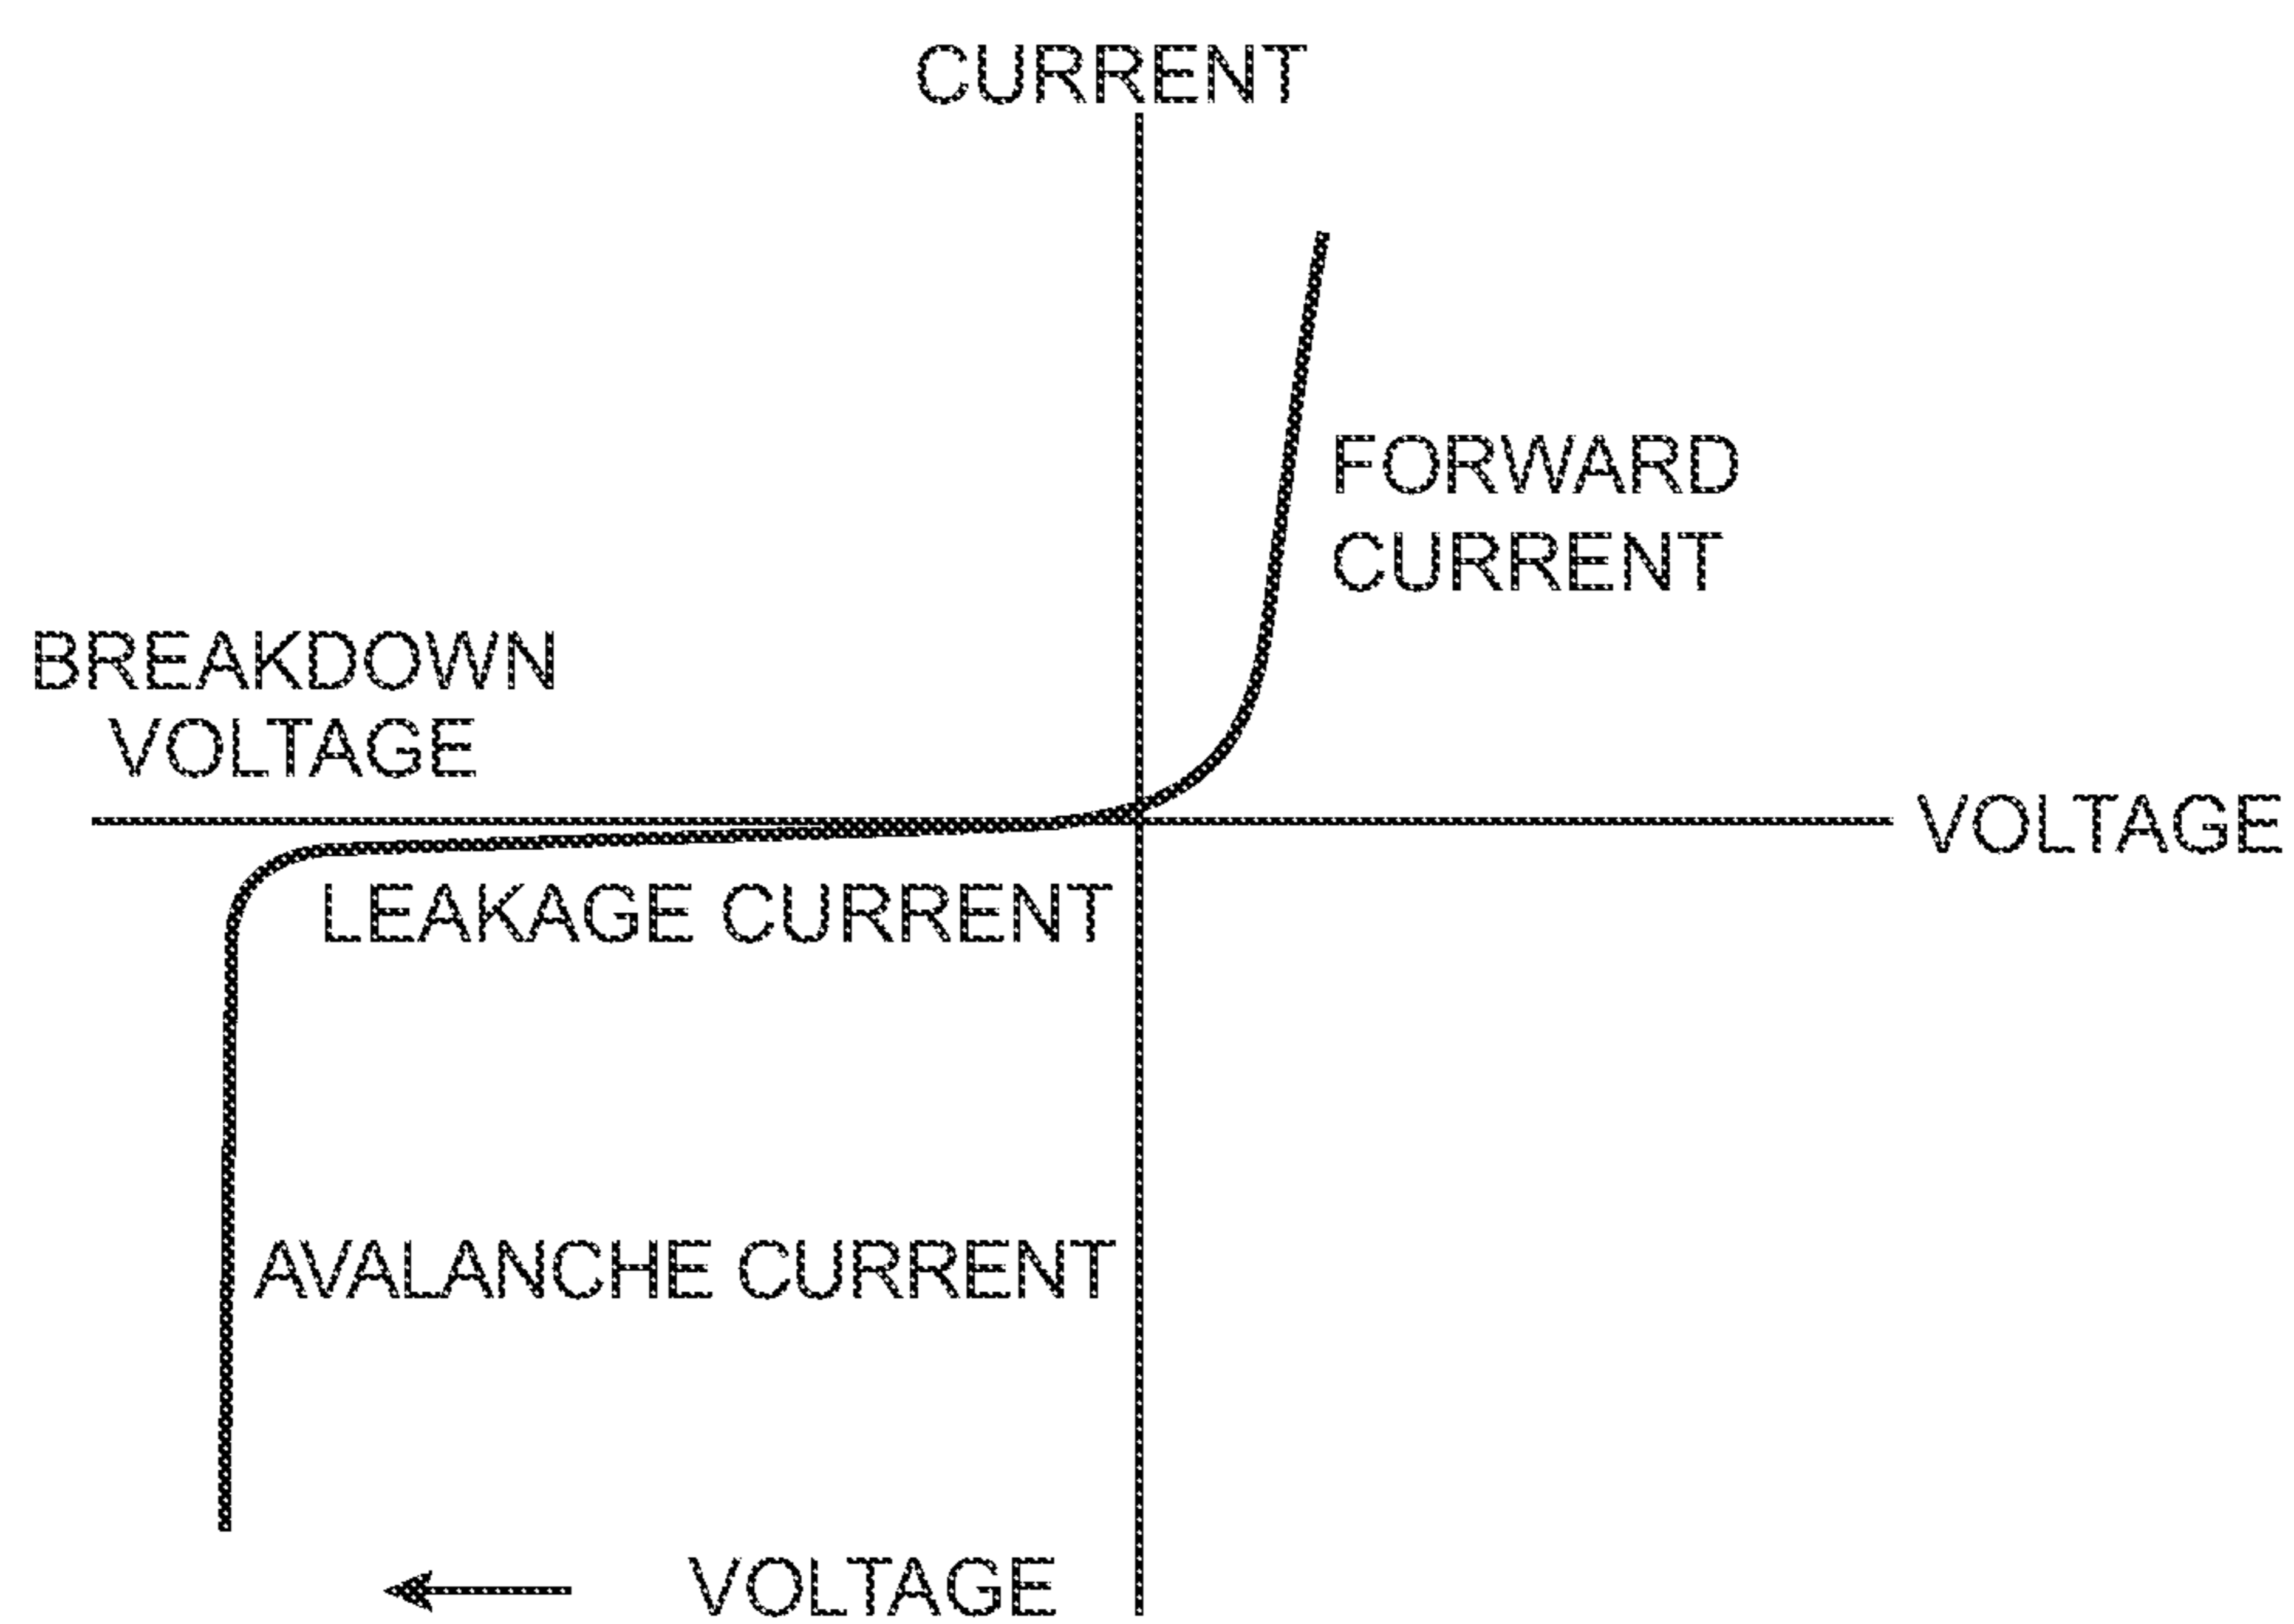 CURRENT
FORWARD
CURRENT
BREAKDOWN
VOLTAGE
VOLTAGE
LEAKAGE CURRENT
AVALANCHE CURRENT
VOLTAGE